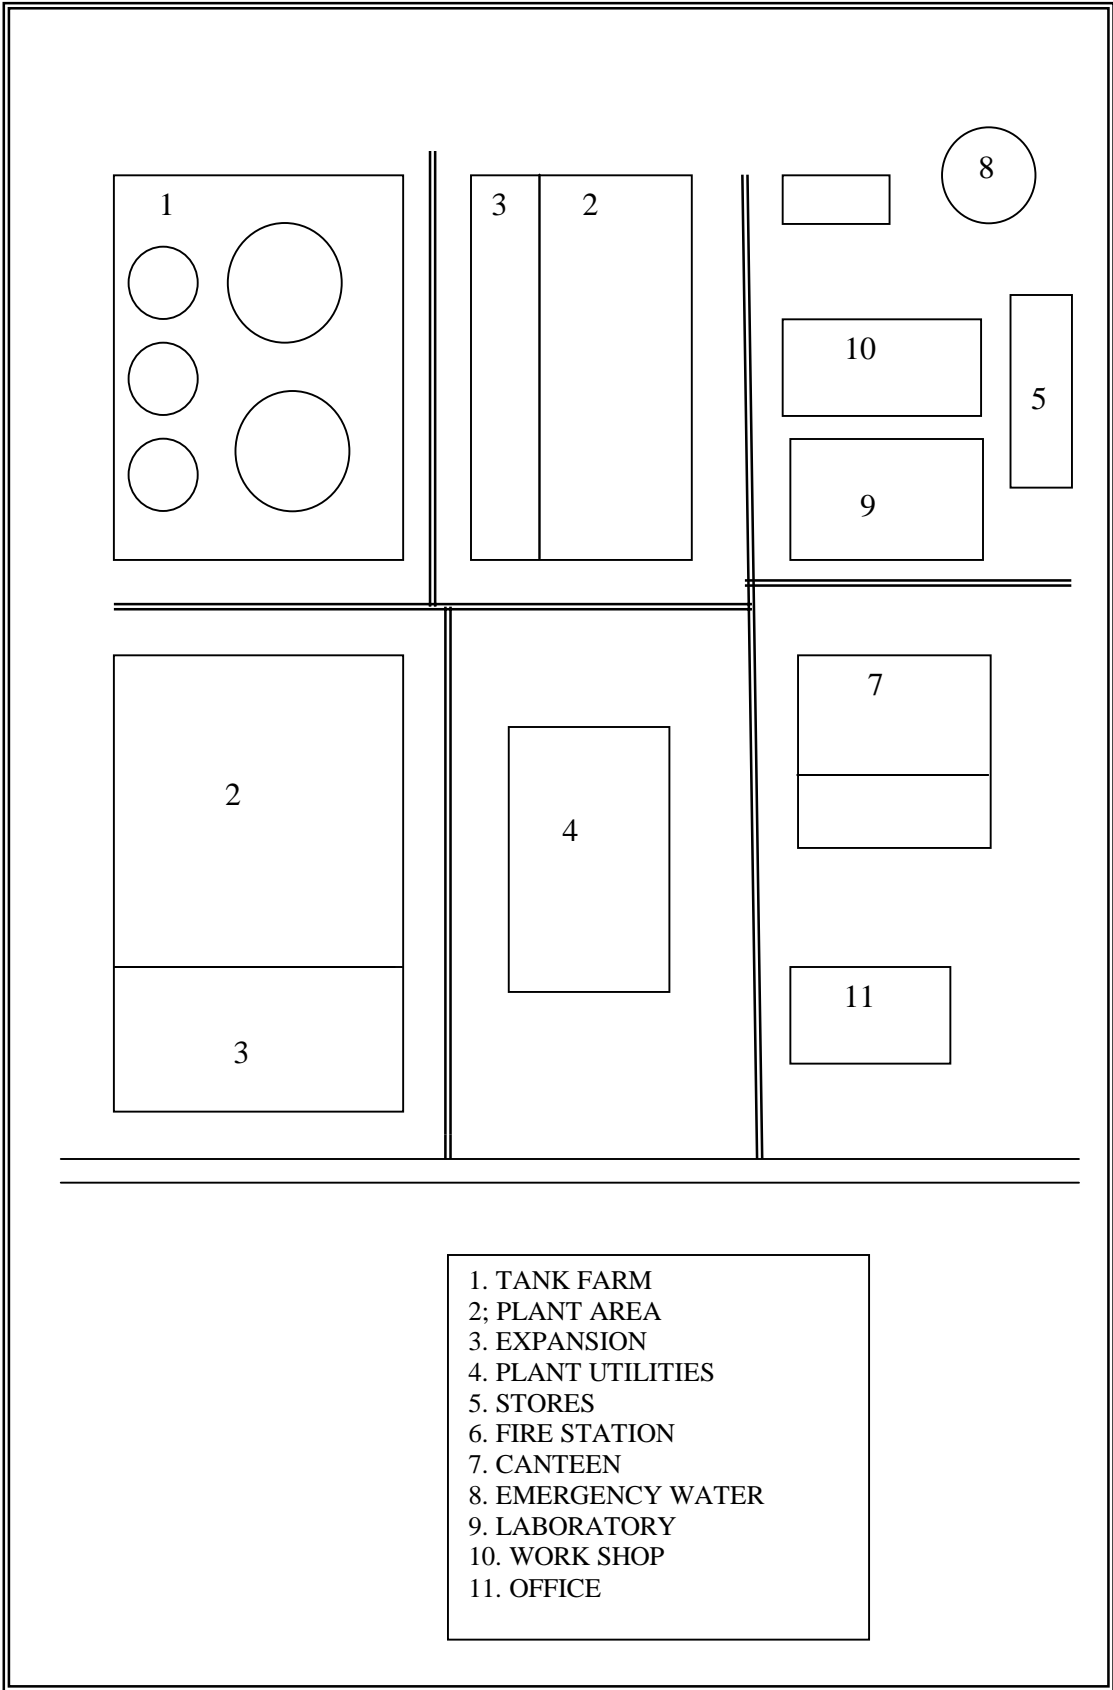 8
1
3
2
10
5
9
7
2
4
11
3
1. TANK FARM
2; PLANT AREA
3. EXPANSION
4. PLANT UTILITIES
5. STORES
6. FIRE STATION
7. CANTEEN
8. EMERGENCY WATER
9. LABORATORY
10. WORK SHOP
11. OFFICE